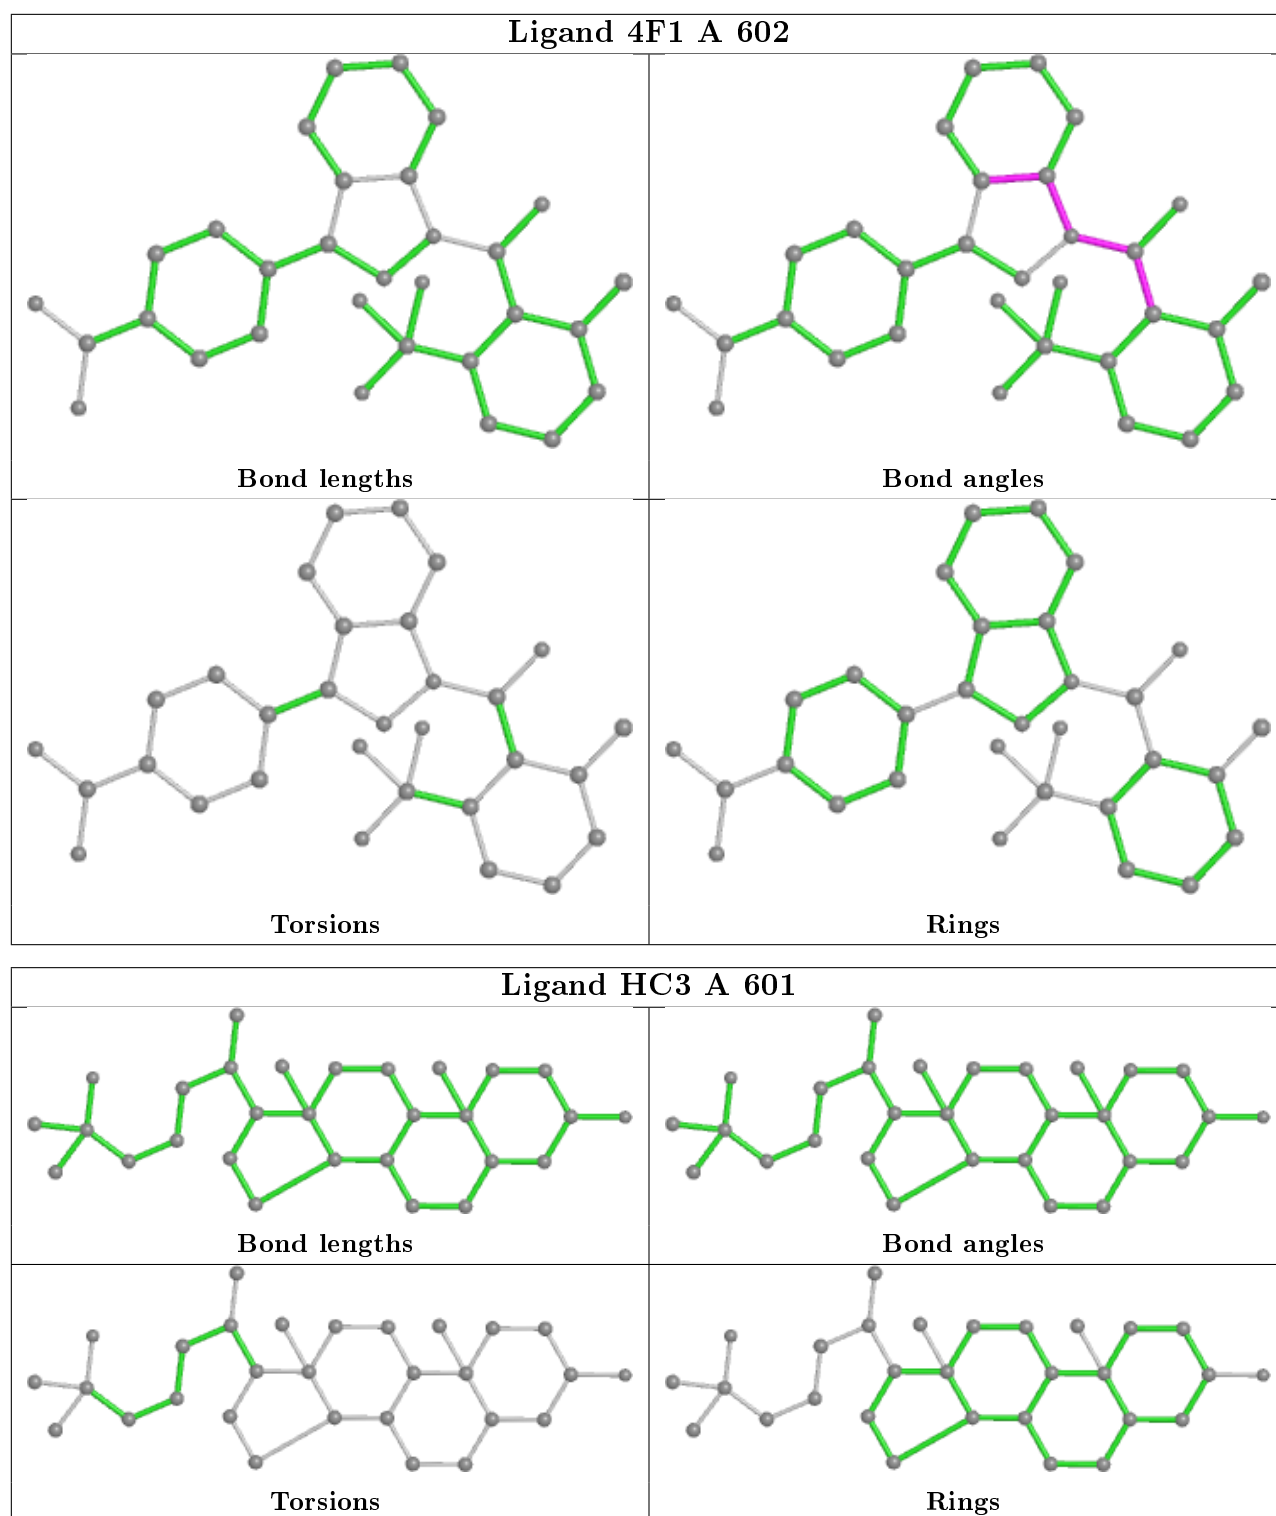 Ligand 4F1 A 602
Bond lengths
Bond angles
Torsions
Rings
Ligand HC3 A 601
Bond lengths
Bond angles
Torsions
Rings